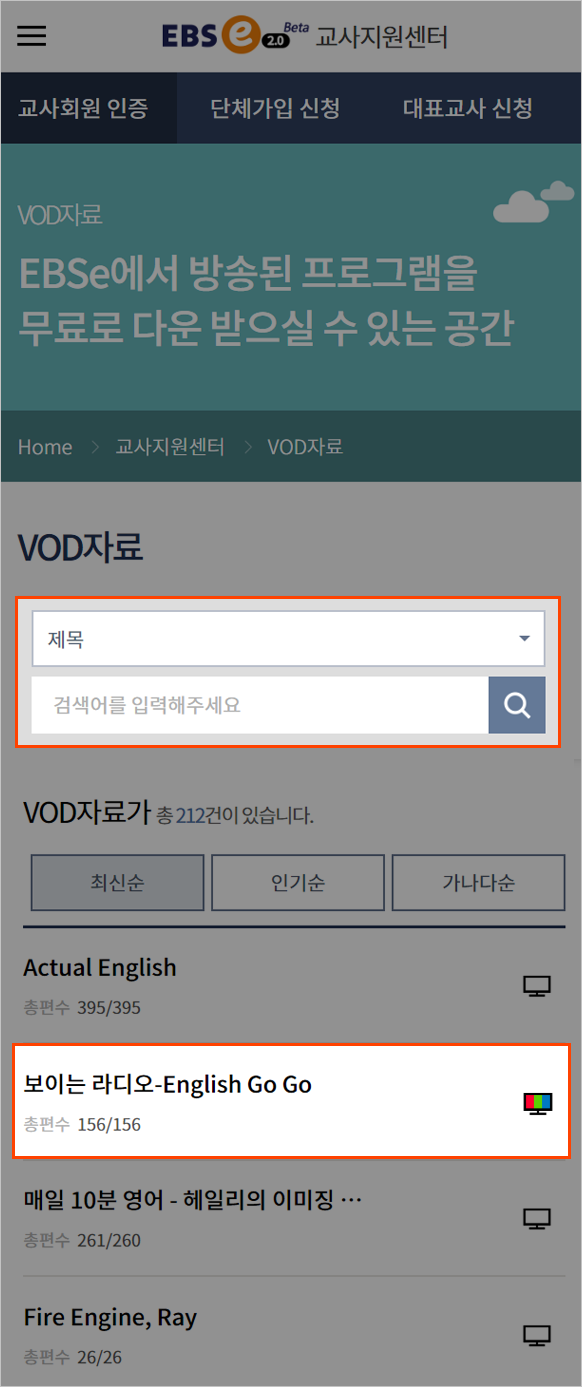 EBS e 2.0 Beta 교사지원센터
교사회원 인증 단체가입 신청 대표교사 신청
VOD자료
EBSe에서 방송된 프로그램을
무료로 다운 받으실 수 있는 공간
Home > 교사지원센터 > VOD자료
VOD자료
제목
검색어를 입력해주세요
VOD자료가 총 212건이 있습니다.
최신순 인기순 가나다순
Actual English
총편수 395/395
보이는 라디오-English Go Go
총편수 156/156
매일 10분 영어 - 헤일리의 이미징 ···
총편수 261/260
Fire Engine, Ray
총편수 26/26